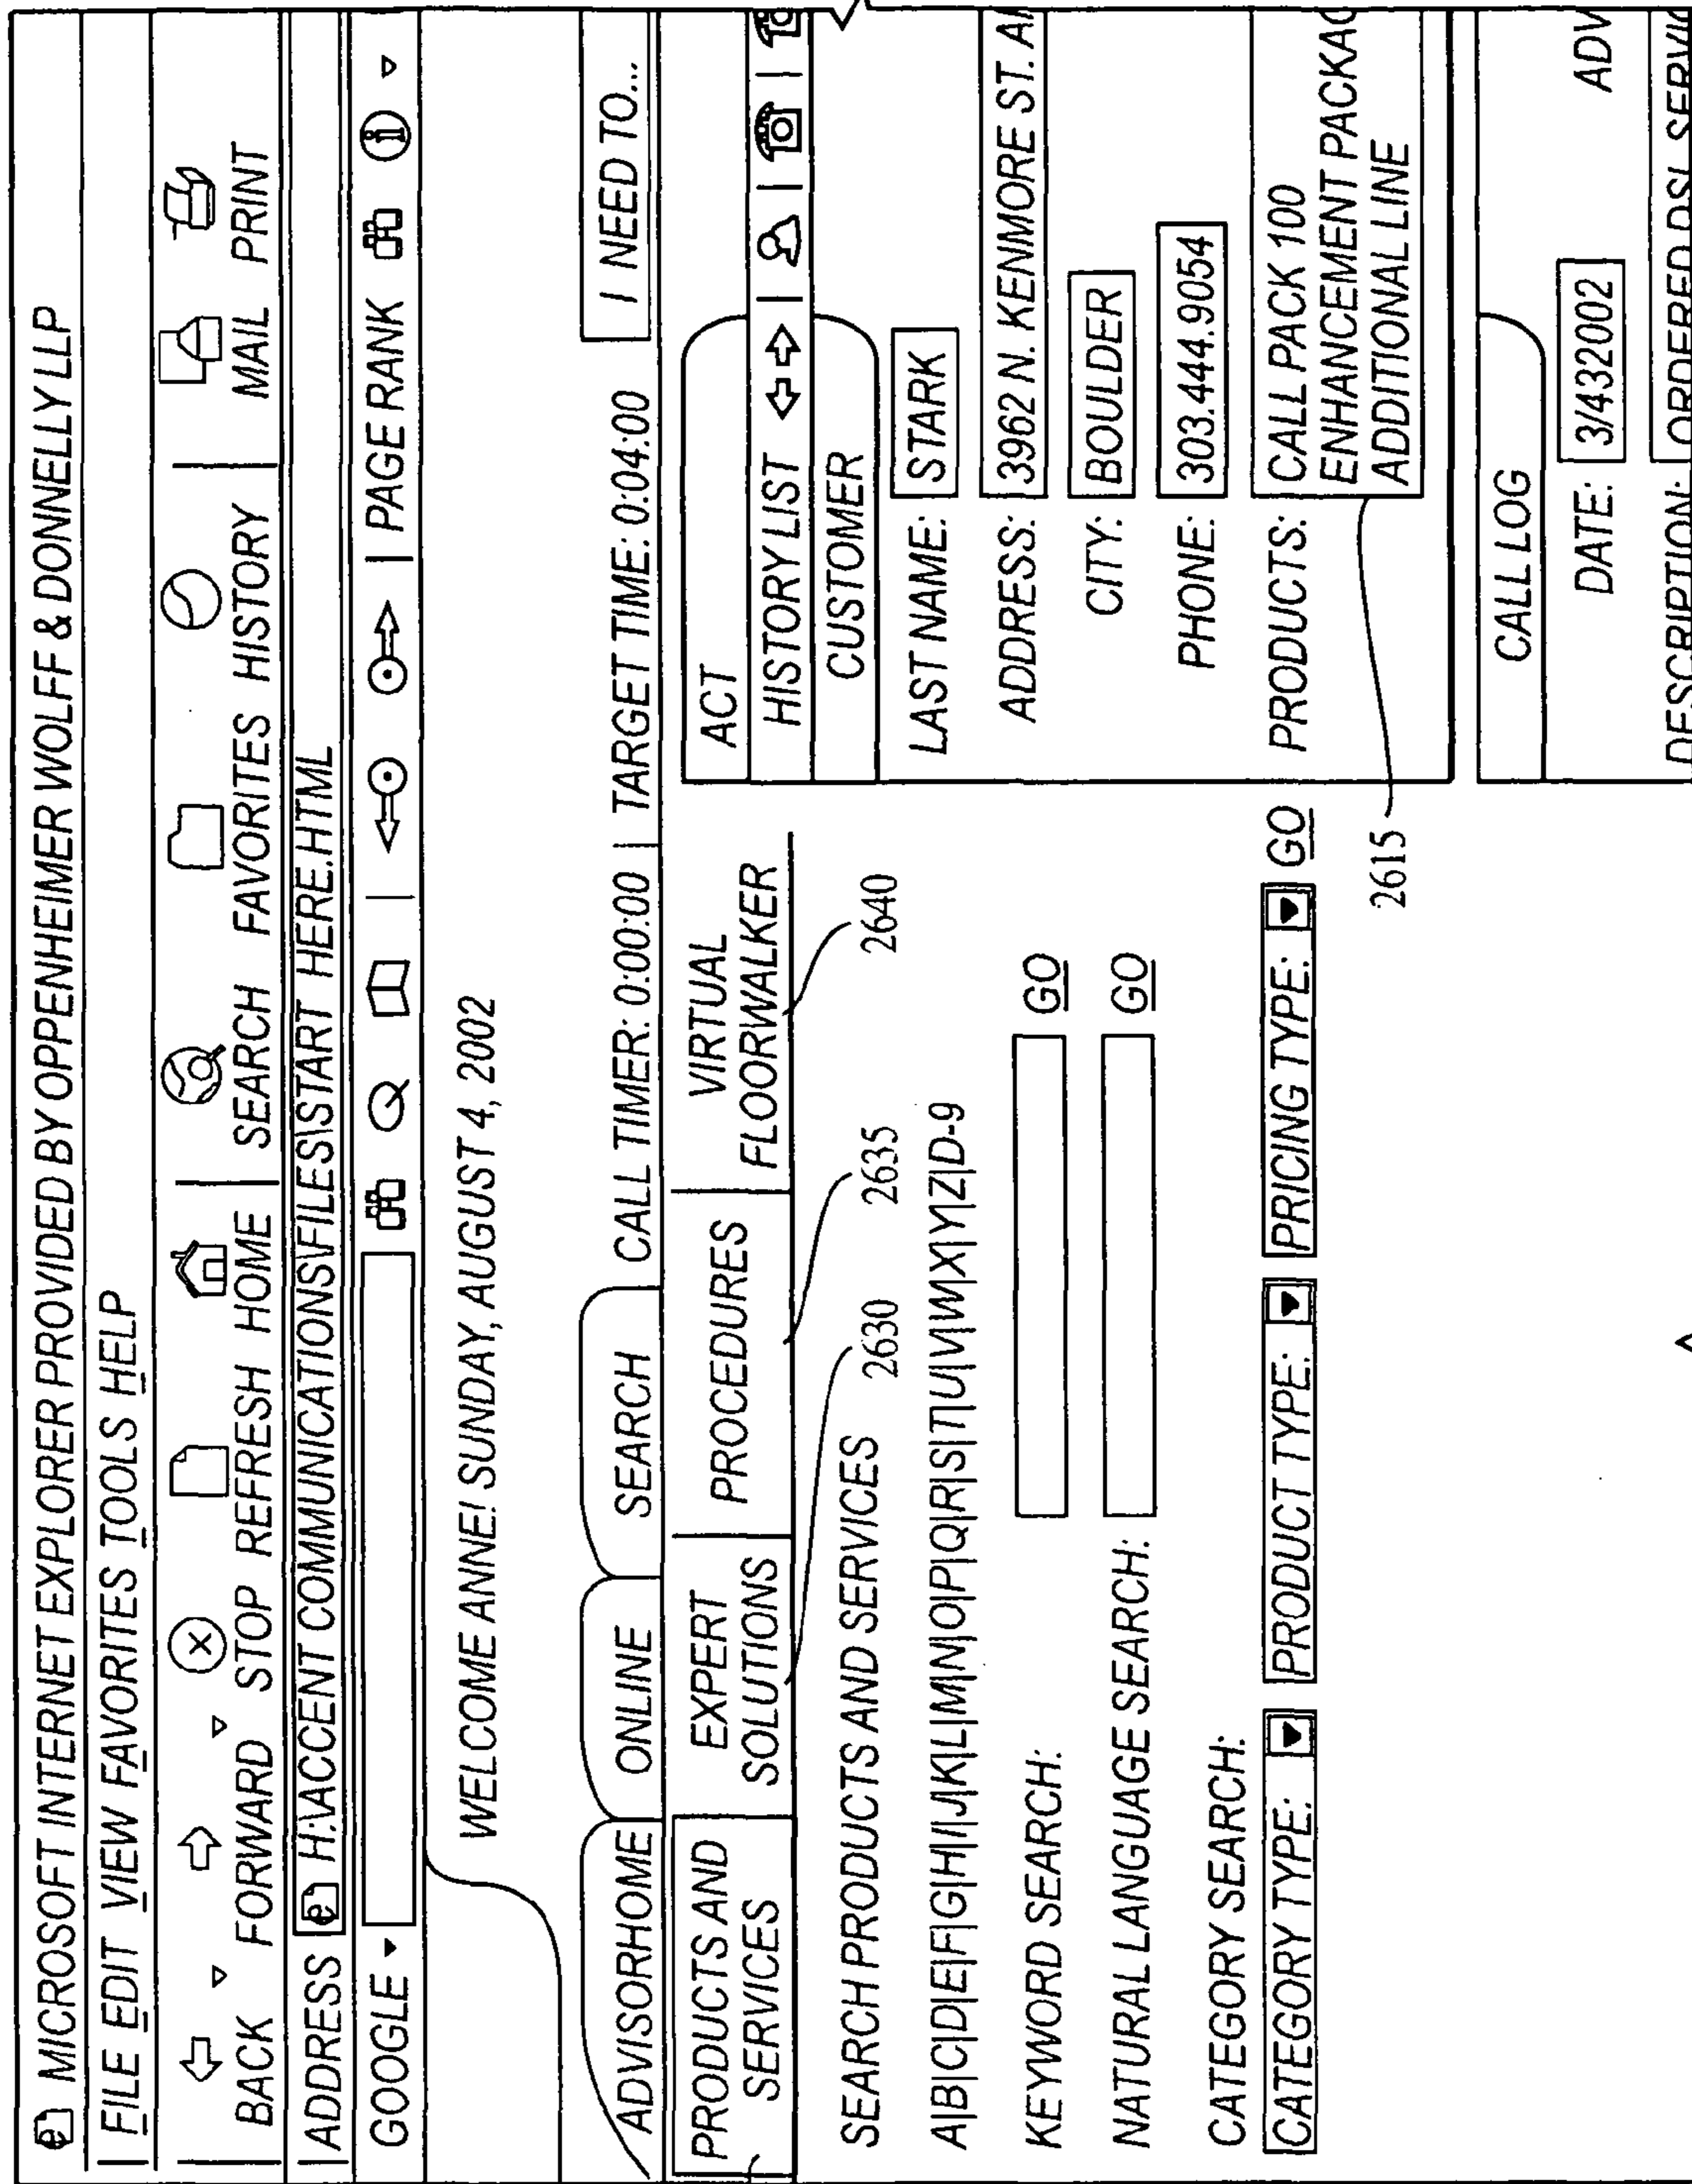 MICROSOFT INTERNET EXPLORER PROVIDED BY OPPENHEIMER WOLFF & DONNELLY LLP
FILE EDIT VIEW FAVORITES TOOLS HELP
BACK FORWARD STOP REFRESH HOME SEARCH FAVORITES HISTORY MAIL PRINT
ADDRESS H:\ACCENT COMMUNICATIONS\FILES\START HERE.HTML
GOOGLE PAGE RANK
WELCOME ANNE! SUNDAY, AUGUST 4, 2002
ADVISORHOME ONLINE SEARCH CALL TIMER: 0:00:00 | TARGET TIME: 0:04:00 I NEED TO...
PRODUCTS AND SERVICES
EXPERT SOLUTIONS
PROCEDURES
VIRTUAL FLOORWALKER
2630
2635
2640
SEARCH PRODUCTS AND SERVICES
A|B|C|D|E|F|G|H|I|J|K|L|M|N|O|P|Q|R|S|T|U|V|W|X|Y|Z|D-9
KEYWORD SEARCH: GO
NATURAL LANGUAGE SEARCH: GO
CATEGORY SEARCH:
CATEGORY TYPE: PRODUCT TYPE: PRICING TYPE: GO
2615
ACT
HISTORY LIST
CUSTOMER
LAST NAME: STARK
ADDRESS: 3962 N. KENMORE ST. A
CITY: BOULDER
PHONE: 303.444.9054
PRODUCTS: CALL PACK 100
ENHANCEMENT PACKAG
ADDITIONAL LINE
CALL LOG
DATE: 3/432002 ADV
DESCRIPTION: ORDERED DSL SERVIC